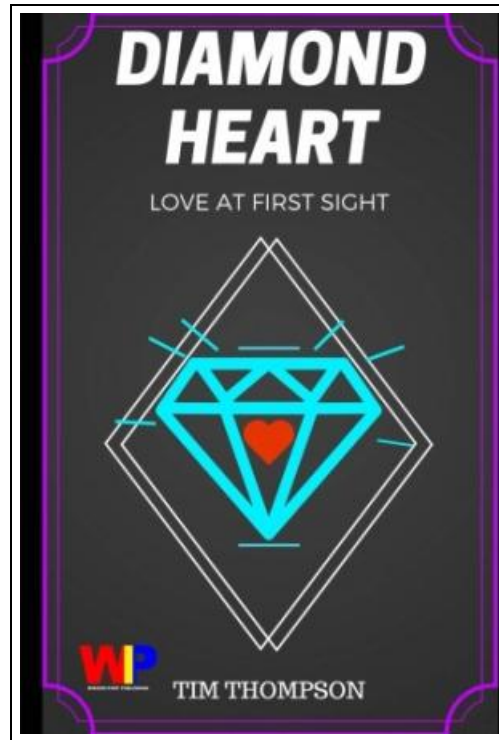 DIAMOND
HEART
LOVE AT FIRST SIGHT
WP
TIM THOMPSON